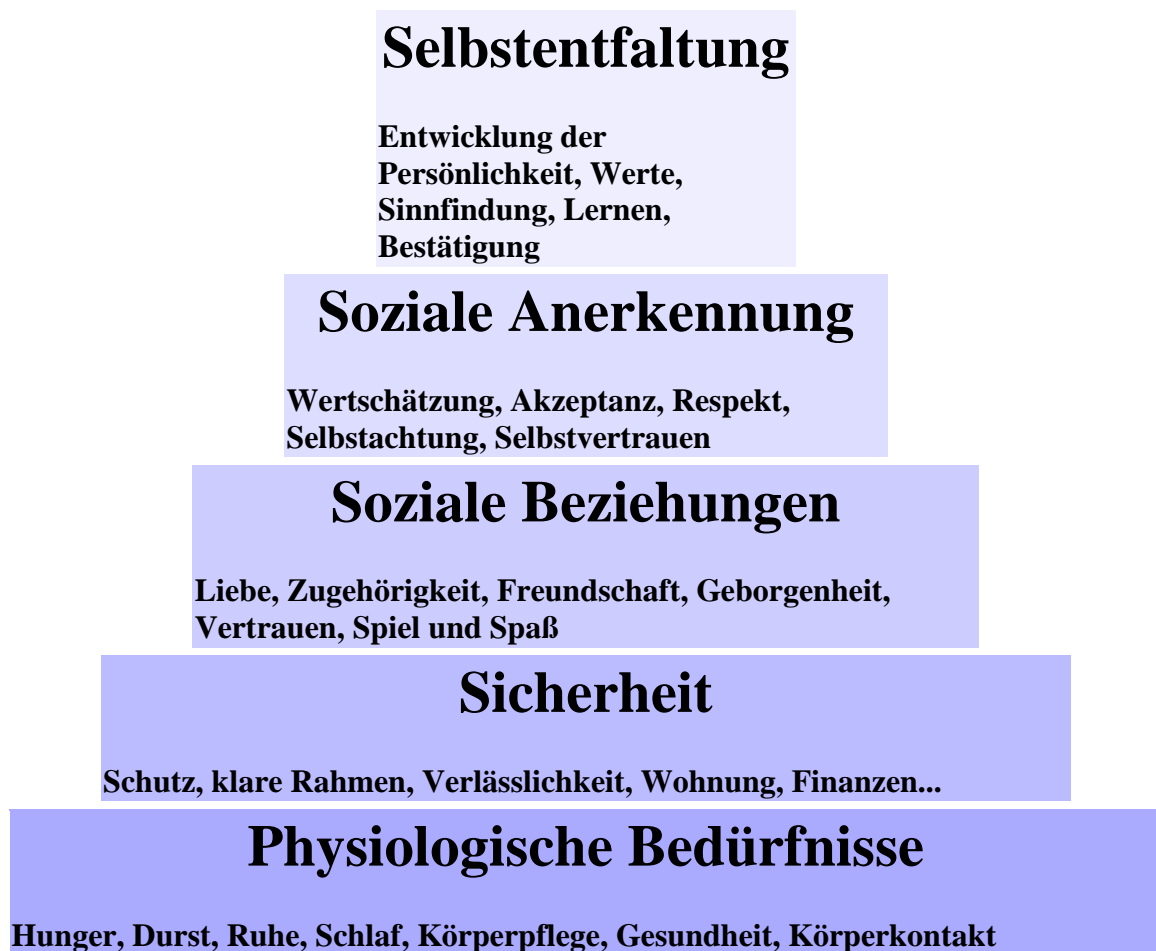 Selbstentfaltung
Entwicklung der
Persönlichkeit, Werte,
Sinnfindung, Lernen,
Bestätigung
Soziale Anerkennung
Wertschätzung, Akzeptanz, Respekt,
Selbstachtung, Selbstvertrauen
Soziale Beziehungen
Liebe, Zugehörigkeit, Freundschaft, Geborgenheit,
Vertrauen, Spiel und Spaß
Sicherheit
Schutz, klare Rahmen, Verlässlichkeit, Wohnung, Finanzen...
Physiologische Bedürfnisse
Hunger, Durst, Ruhe, Schlaf, Körperpflege, Gesundheit, Körperkontakt